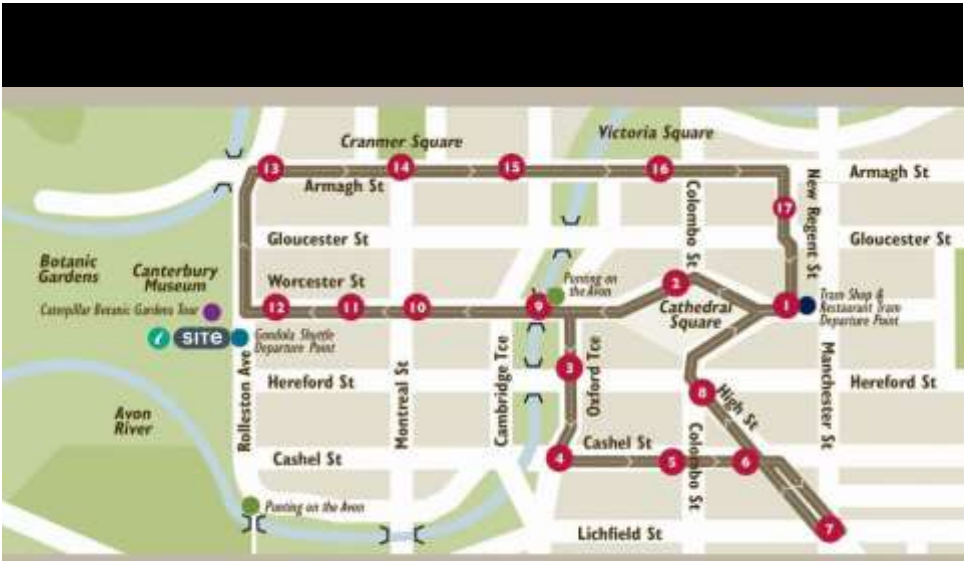 Cranmer Square
Victoria Square
13
14
15
16
Armagh St
Armagh St
Colombo St
17
New Regent St
Gloucester St
Gloucester St
Botanic
Gardens
Canterbury
Museum
Worcester St
Punting on
the Avon
2
Caterpillar Botanic Gardens Tour
12
11
10
9
Cathedral
Square
1
Tram Shop &
Restaurant Tram
Departure Point
i SiTE
Gondola Shuttle
Departure Point
Rolleston Ave
Montreal St
Cambridge Tce
3
Oxford Tce
Manchester St
Hereford St
Hereford St
8
High St
Avon
River
Cashel St
4
Cashel St
5
Colombo St
6
Punting on the Avon
Lichfield St
7